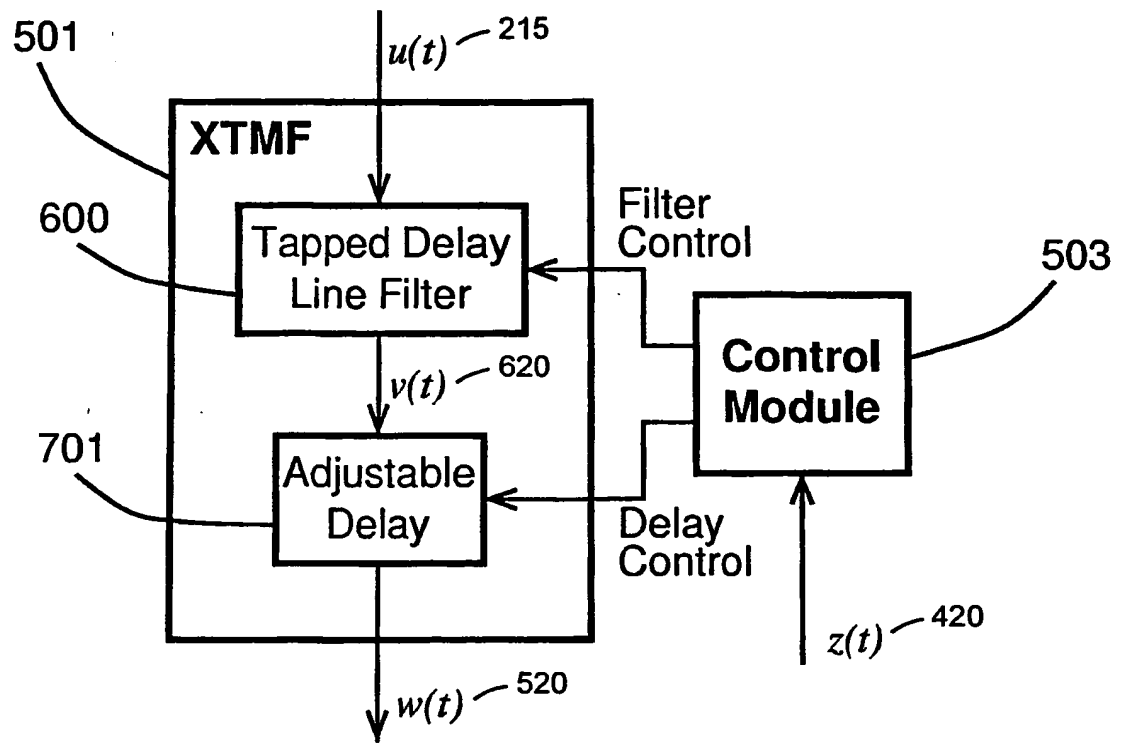 501
u(t)
215
XTMF
600
Tapped Delay
Line Filter
Filter
Control
503
Control
Module
v(t)
620
701
Adjustable
Delay
Delay
Control
z(t)
420
w(t)
520